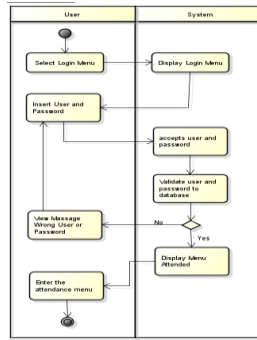 User
System
Select Login Menu
Display Login Menu
Insert User and
Password
accepts user and
password
Validate user and
password to
database
View Massage
Wrong User or
Password
No
Yes
Display Menu
Attended
Enter the
attendance menu